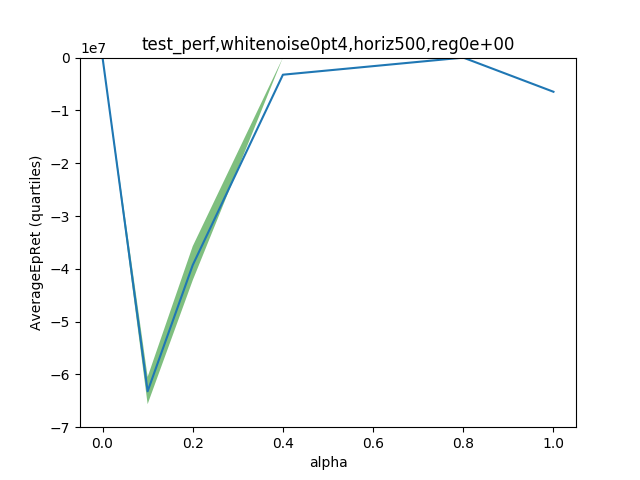 test_perf,whitenoise0pt4,horiz500,reg0e+00
1e7
0
−1
−2
−3
−4
−5
−6
−7
AverageEpRet (quartiles)
0.0 0.2 0.4 0.6 0.8 1.0
alpha